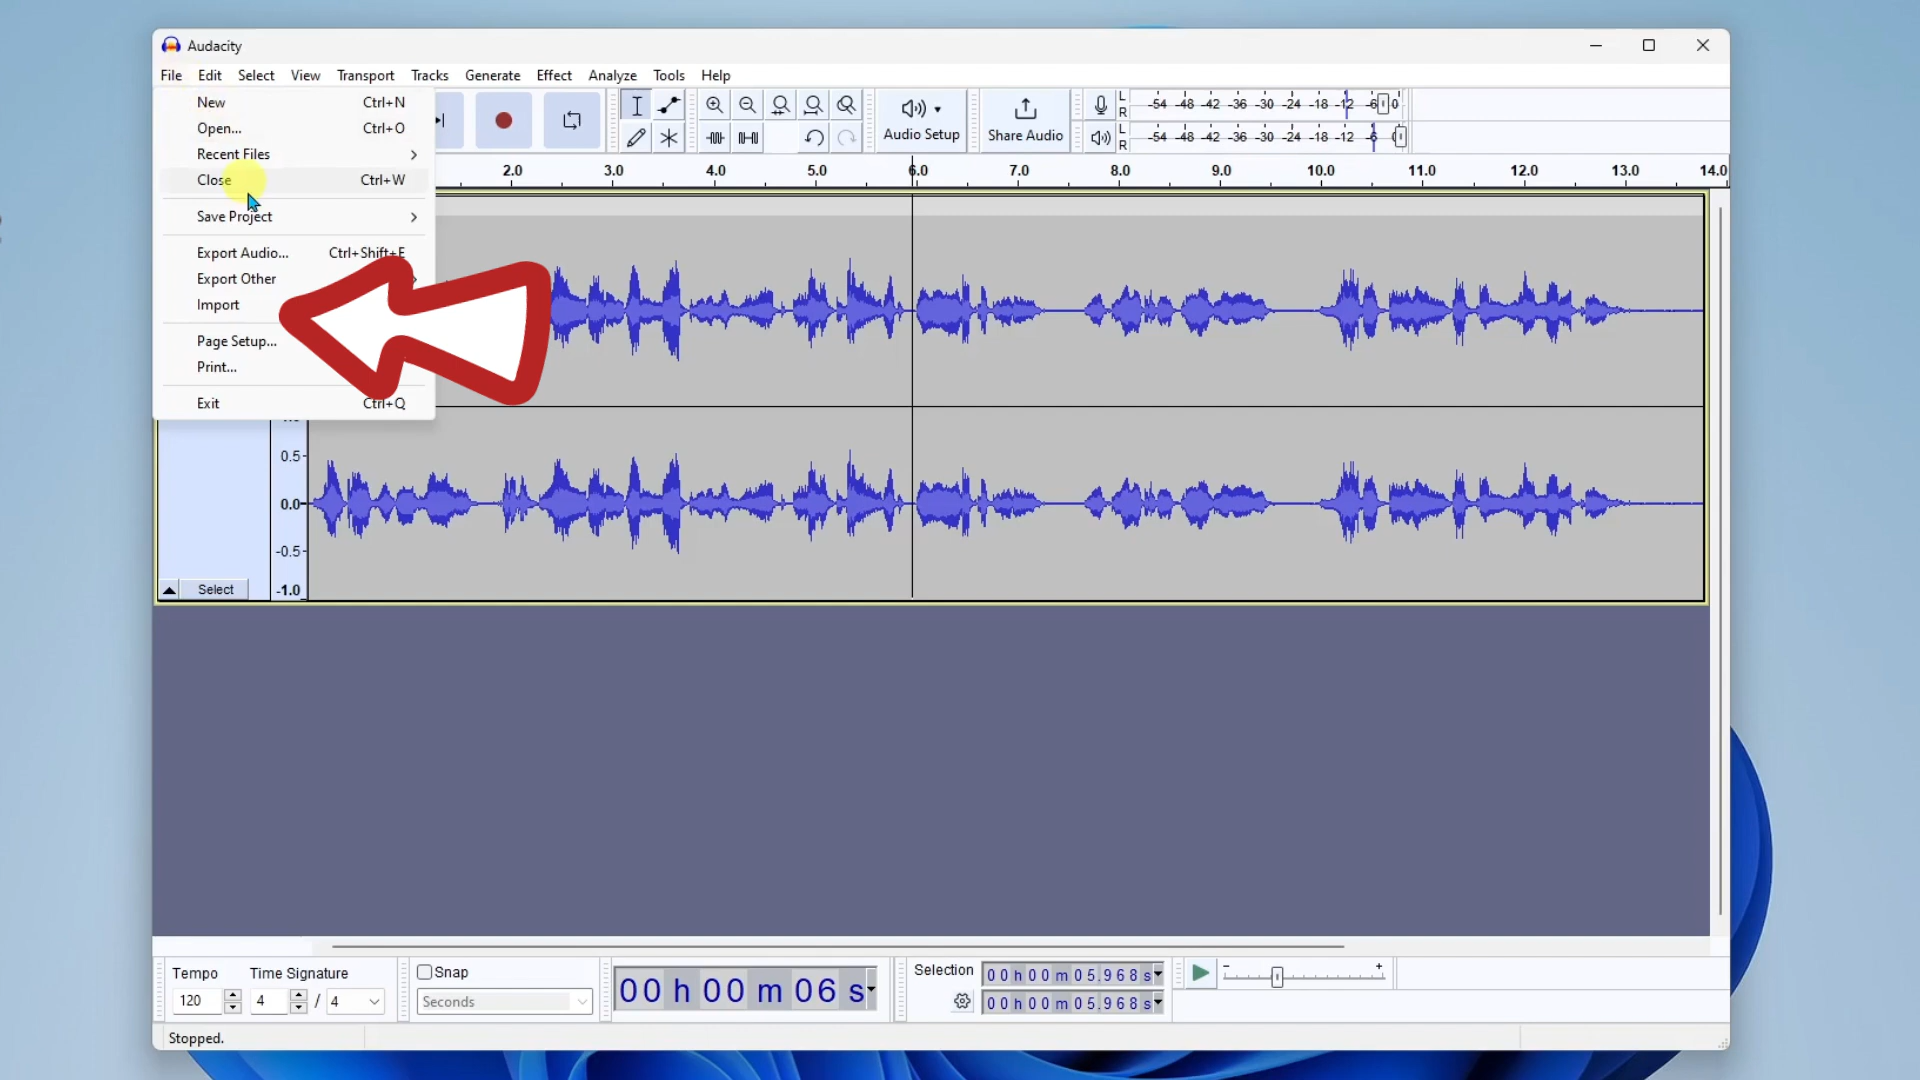 Audacity
File Edit Select View Transport Tracks Generate Effect Analyze Tools Help
New Ctrl+N
Open... Ctrl+O
Recent Files
Close Ctrl+W
Save Project
Export Audio... Ctrl+Shift+E
Export Other
Import
Page Setup...
Print...
Exit Ctrl+Q
Audio Setup
Share Audio
L
R
-54 -48 -42 -36 -30 -24 -18 -12 -6 0
L
R
-54 -48 -42 -36 -30 -24 -18 -12 -6 0
2.0 3.0 4.0 5.0 6.0 7.0 8.0 9.0 10.0 11.0 12.0 13.0 14.0
0.5
0.0
-0.5
-1.0
Select
Tempo
120
Time Signature
4 / 4
Snap
Seconds
00 h 00 m 06 s
Selection
00 h 00 m 05.968 s
00 h 00 m 05.968 s
- +
Stopped.